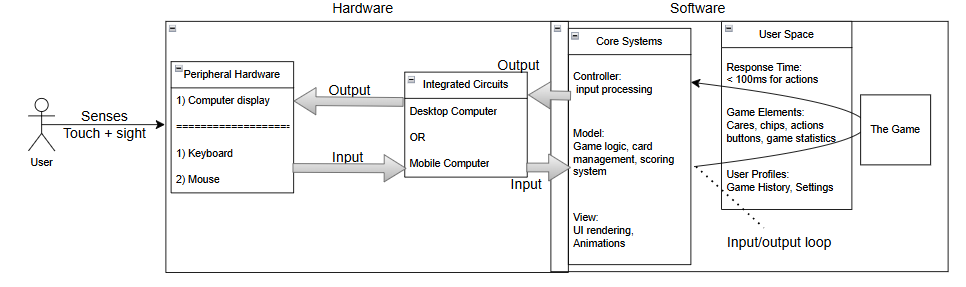 Hardware
Software
Senses
Touch + sight
User
Peripheral Hardware
1) Computer display
===================
1) Keyboard
2) Mouse
Output
Input
Integrated Circuits
Desktop Computer
OR
Mobile Computer
Output
Input
Core Systems
Controller:
input processing
Model:
Game logic, card
management, scoring
system
View:
UI rendering,
Animations
User Space
Response Time:
< 100ms for actions
Game Elements:
Cares, chips, actions
buttons, game statistics
User Profiles:
Game History, Settings
The Game
Input/output loop